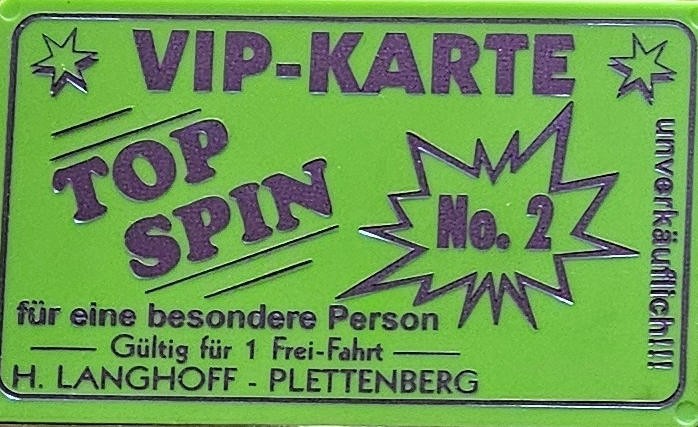 VIP-KARTE
TOP
SPIN
No. 2
unverkäuflich!!!
für eine besondere Person
Gültig für 1 Frei-Fahrt
H. LANGHOFF - PLETTENBERG